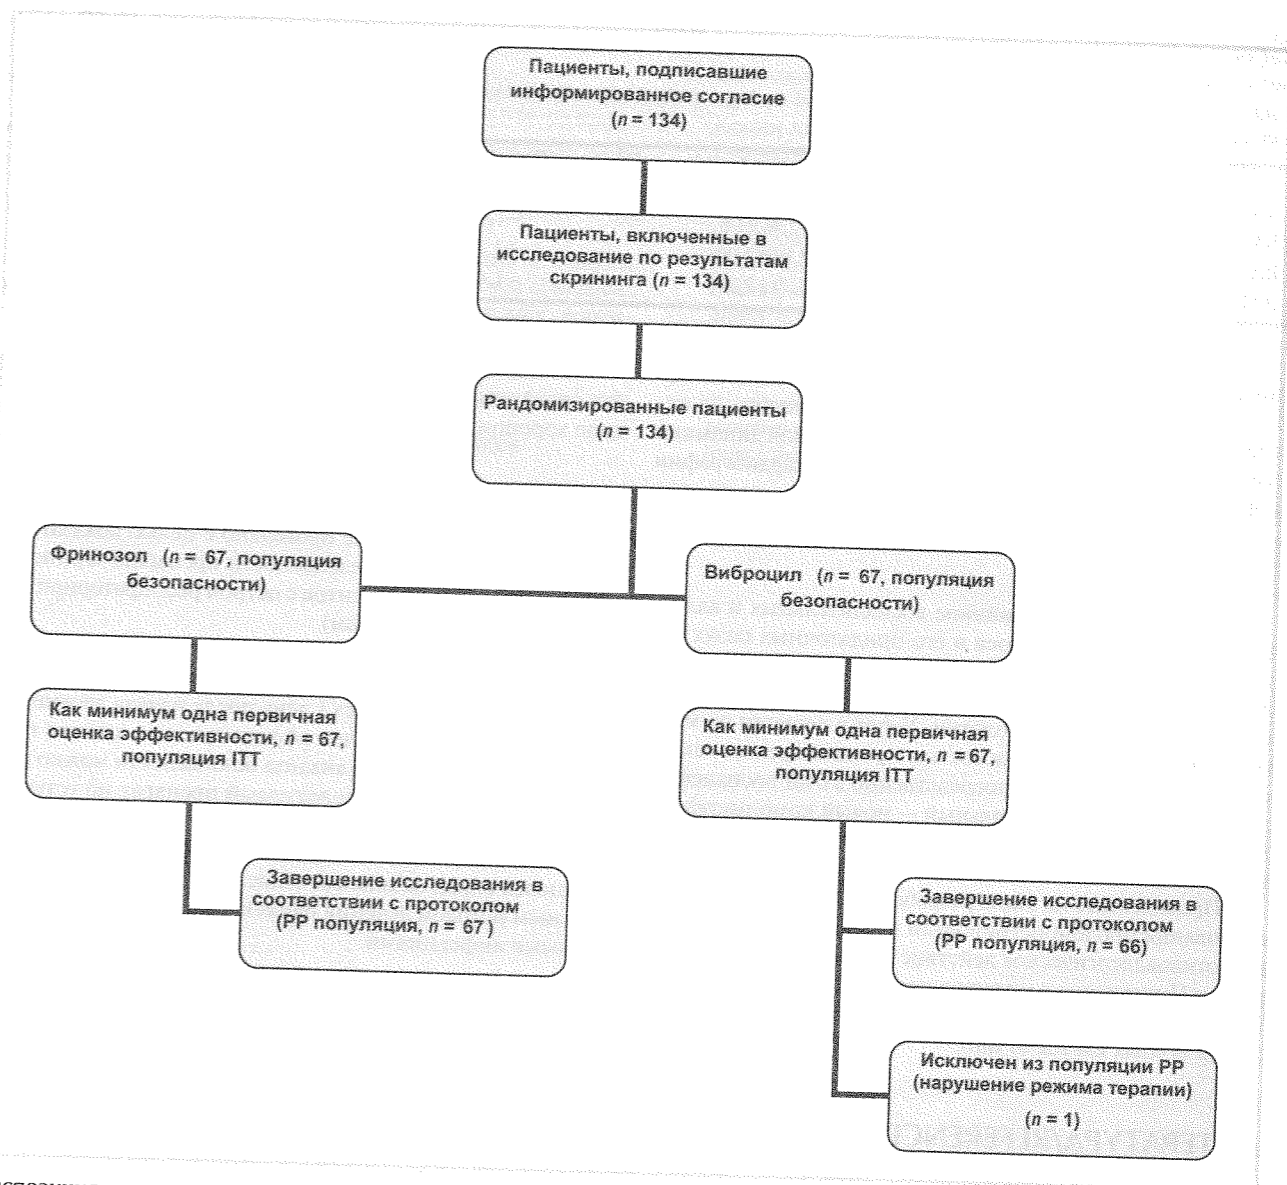 Пациенты, подписавшие
информированное согласие
(n = 134)
Пациенты, включенные в
исследование по результатам
скрининга (n = 134)
Рандомизированные пациенты
(n = 134)
Фринозол (n = 67, популяция
безопасности)
Виброцил (n = 67, популяция
безопасности)
Как минимум одна первичная
оценка эффективности, n = 67,
популяция ITT
Как минимум одна первичная
оценка эффективности, n = 67,
популяция ITT
Завершение исследования в
соответствии с протоколом
(PP популяция, n = 67)
Завершение исследования в
соответствии с протоколом
(PP популяция, n = 66)
Исключен из популяции PP
(нарушение режима терапии)
(n = 1)